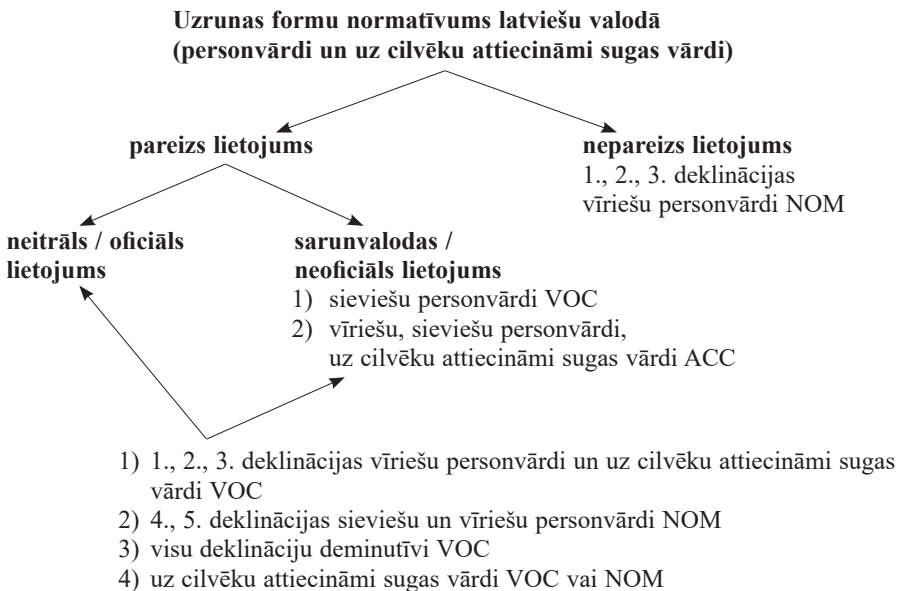 Uzrunas formu normatīvums latviešu valodā
(personvārdi un uz cilvēku attiecināmi sugas vārdi)
pareizs lietojums
nepareizs lietojums
1., 2., 3. deklinācijas
vīriešu personvārdi NOM
neitrāls / oficiāls
lietojums
sarunvalodas /
neoficiāls lietojums
1) sieviešu personvārdi VOC
2) vīriešu, sieviešu personvārdi,
uz cilvēku attiecināmi sugas vārdi ACC
1) 1., 2., 3. deklinācijas vīriešu personvārdi un uz cilvēku attiecināmi sugas
vārdi VOC
2) 4., 5. deklinācijas sieviešu un vīriešu personvārdi NOM
3) visu deklināciju deminutīvi VOC
4) uz cilvēku attiecināmi sugas vārdi VOC vai NOM